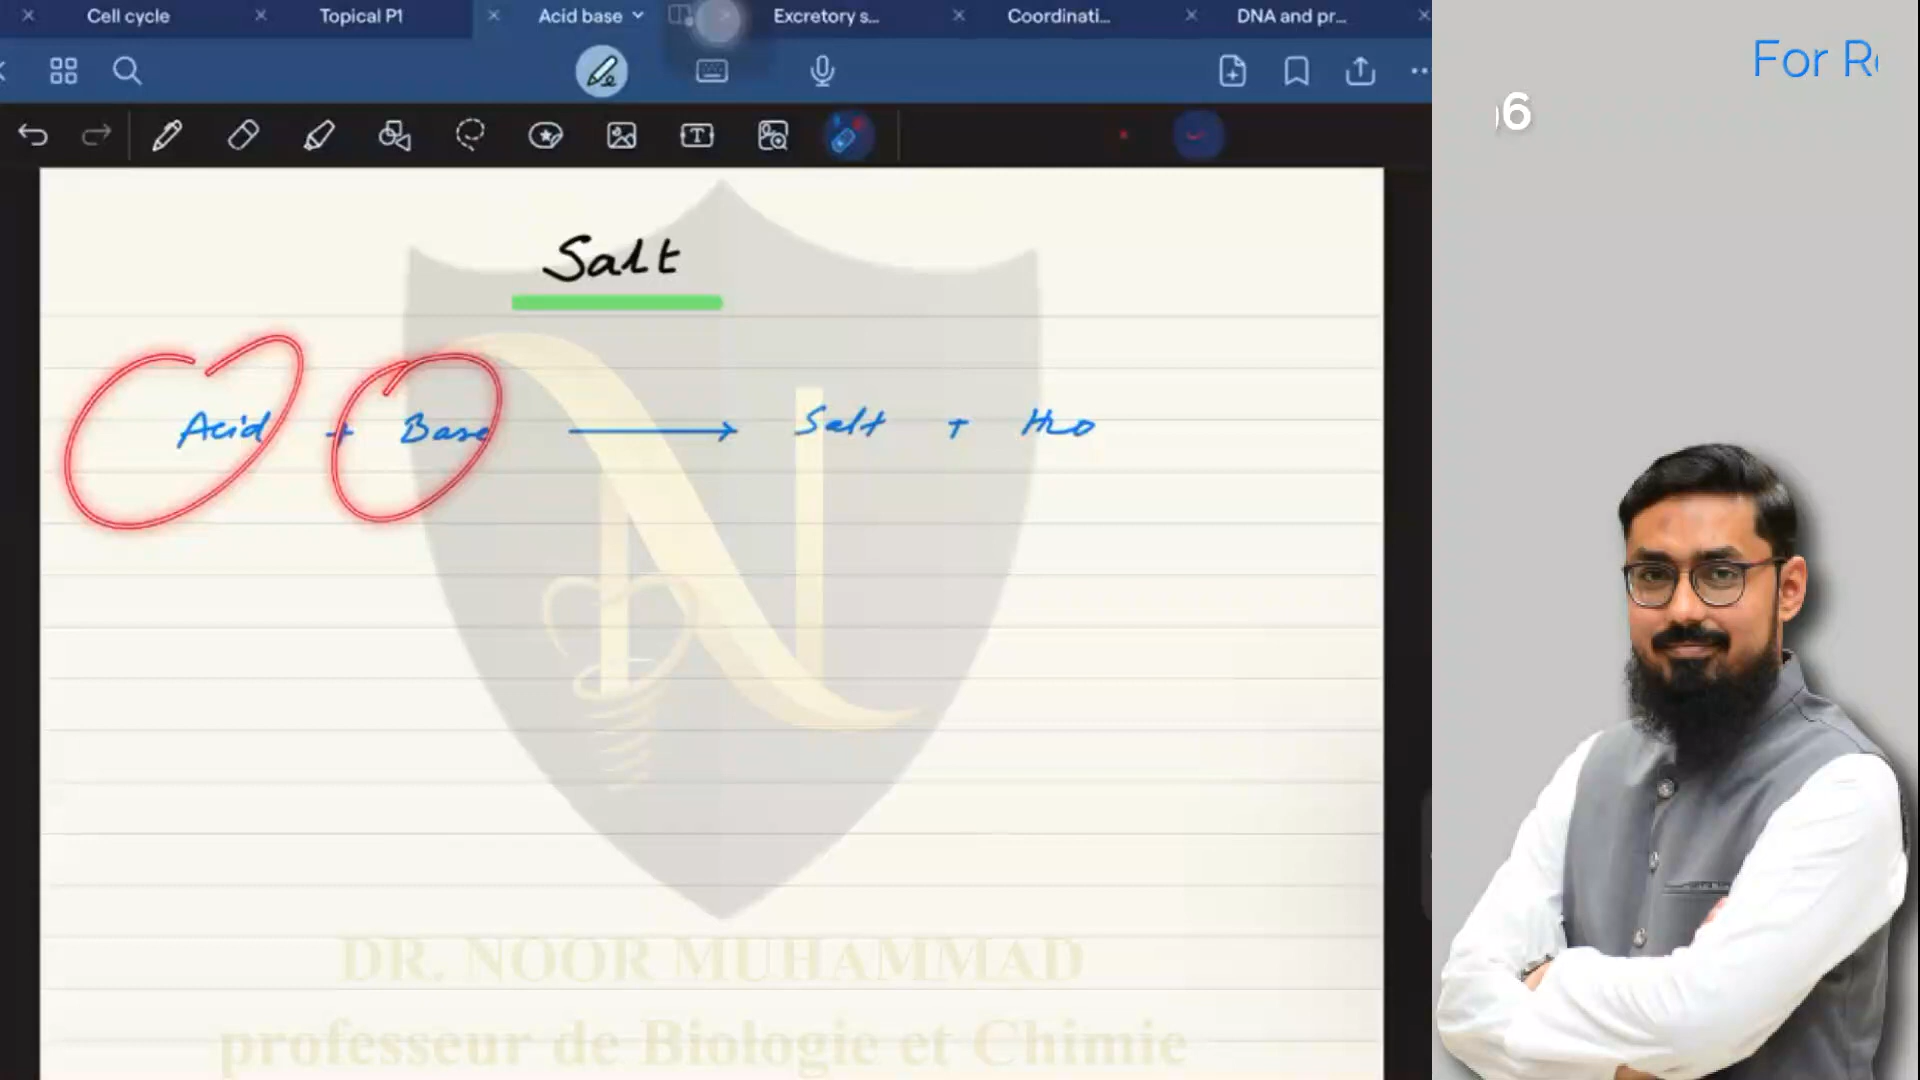 Cell cycle Topical P1 Acid base Excretory s... Coordinati... DNA and pr...
For R
6
Salt
Acid + Base → Salt + H2O
DR. NOOR MUHAMMAD
professeur de Biologie et Chimie